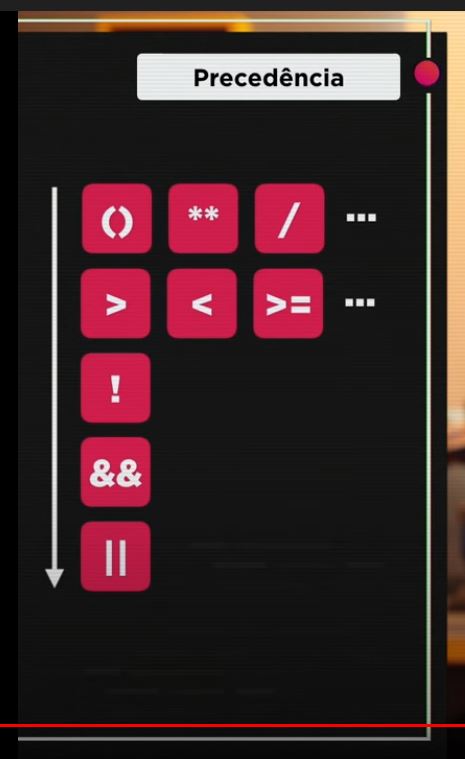 Precedência
() ** / ...
> < >= ...
!
&&
||